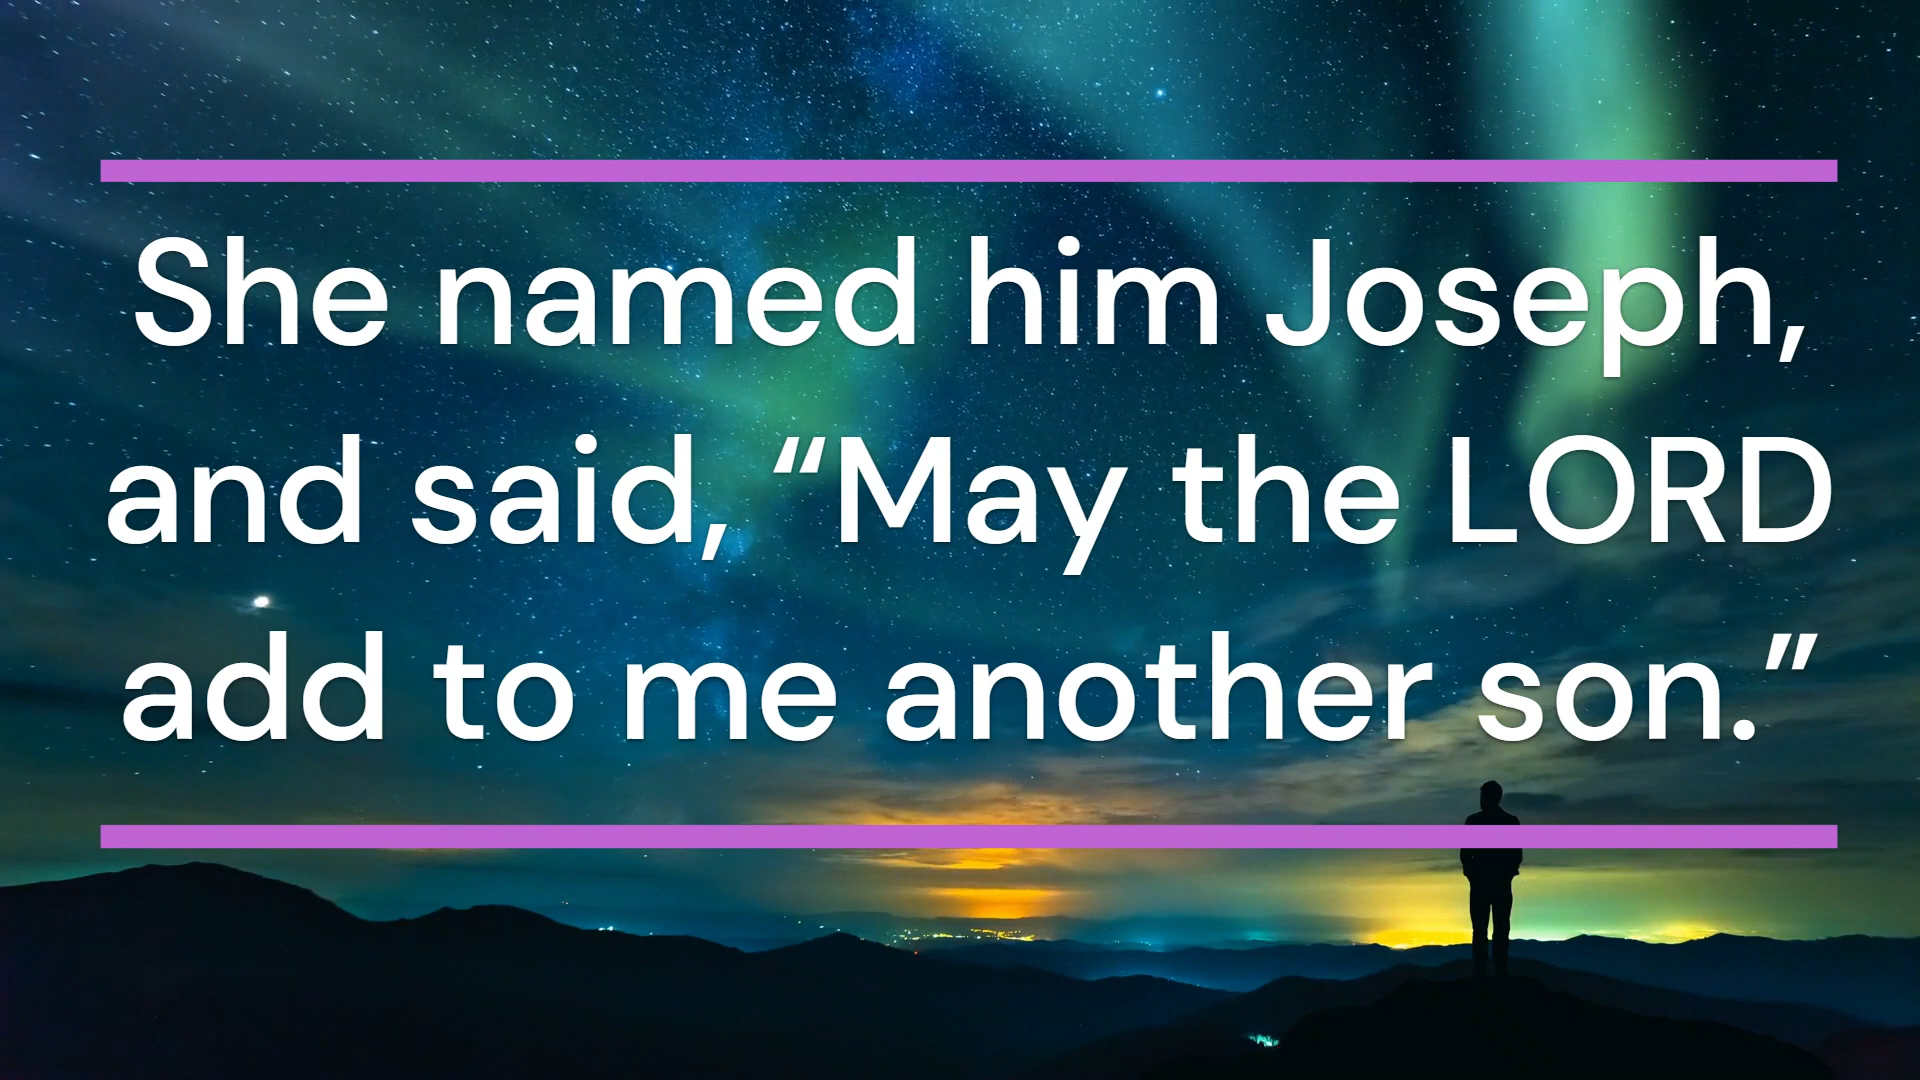 She named him Joseph,
and said, “May the LORD
add to me another son.”